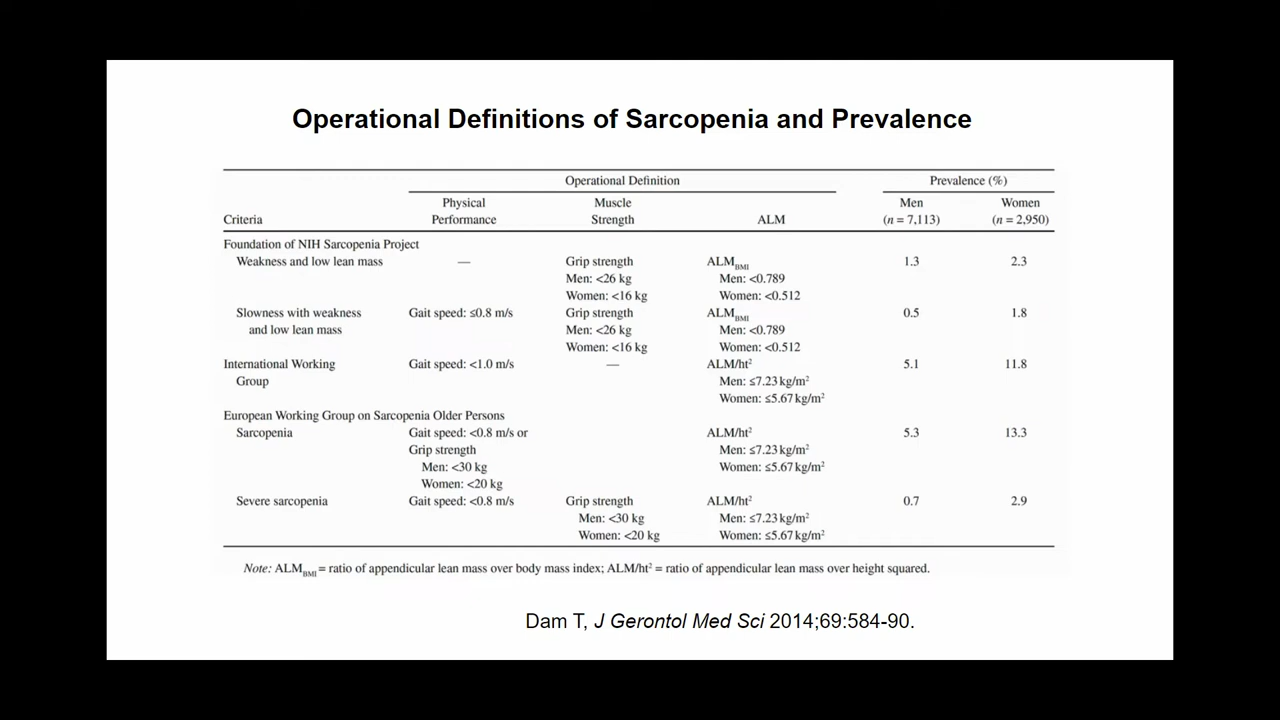 Operational Definitions of Sarcopenia and Prevalence
Operational Definition Prevalence (%)
Physical Muscle Men Women
Criteria Performance Strength ALM (n = 7,113) (n = 2,950)
Foundation of NIH Sarcopenia Project
Weakness and low lean mass — Grip strength ALMBMI 1.3 2.3
Men: <26 kg Men: <0.789
Women: <16 kg Women: <0.512
Slowness with weakness Gait speed: ≤0.8 m/s Grip strength ALMBMI 0.5 1.8
and low lean mass Men: <26 kg Men: <0.789
Women: <16 kg Women: <0.512
International Working Gait speed: <1.0 m/s — ALM/ht² 5.1 11.8
Group Men: ≤7.23 kg/m²
Women: ≤5.67 kg/m²
European Working Group on Sarcopenia Older Persons
Sarcopenia Gait speed: <0.8 m/s or ALM/ht² 5.3 13.3
Grip strength Men: ≤7.23 kg/m²
Men: <30 kg Women: ≤5.67 kg/m²
Women: <20 kg
Severe sarcopenia Gait speed: <0.8 m/s Grip strength ALM/ht² 0.7 2.9
Men: <30 kg Men: ≤7.23 kg/m²
Women: <20 kg Women: ≤5.67 kg/m²
Note: ALMBMI = ratio of appendicular lean mass over body mass index; ALM/ht² = ratio of appendicular lean mass over height squared.
Dam T, J Gerontol Med Sci 2014;69:584-90.